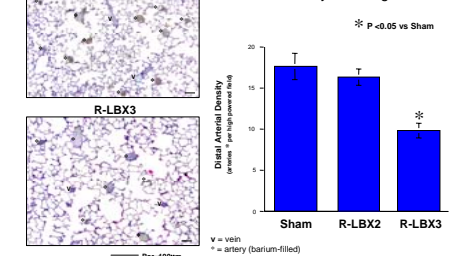 * P <0.05 vs Sham
R-LBX3
Distal Arterial Density
(arteries * per high powered field)
20
15
10
5
0
*
Sham R-LBX2 R-LBX3
v = vein
* = artery (barium-filled)